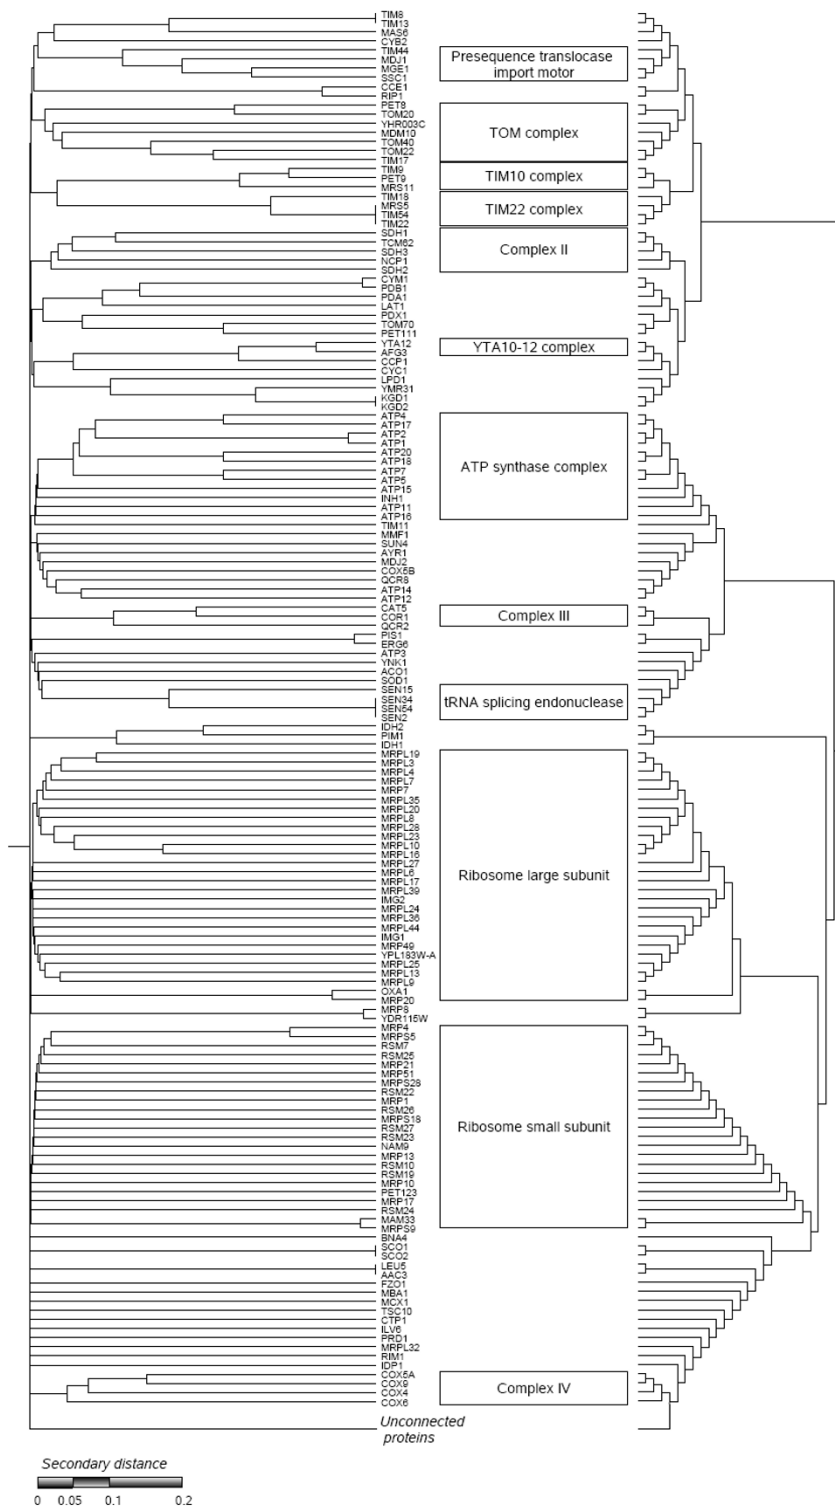 TIM8
TIM13
MAS6
CYB2
TIM44
MDJ1
MGE1
SSC1
Presequence translocase
import motor
CCE1
RIP1
PET8
TOM20
YHR003C
MDM10
TOM40
TOM22
TIM17
TOM complex
TIM9
PET9
MRS11
TIM10 complex
TIM18
MRS5
TIM54
TIM22
TIM22 complex
SDH1
TCM62
SDH3
NCP1
SDH2
Complex II
CYM1
PDB1
PDA1
LAT1
PDX1
TOM70
PET111
YTA12
AFG3
YTA10-12 complex
CCP1
CYC1
LPD1
YMR31
KGD1
KGD2
ATP4
ATP17
ATP2
ATP1
ATP20
ATP18
ATP7
ATP5
ATP15
INH1
ATP11
ATP16
ATP synthase complex
TIM11
MMF1
SUN4
AYR1
MDJ2
COX5B
QCR8
ATP14
ATP12
CAT5
COR1
QCR2
Complex III
PIS1
ERG6
ATP3
YNK1
ACO1
SOD1
SEN15
SEN34
SEN54
SEN2
tRNA splicing endonuclease
IDH2
PIM1
IDH1
MRPL19
MRPL3
MRPL4
MRPL7
MRP7
MRPL35
MRPL20
MRPL8
MRPL28
MRPL23
MRPL10
MRPL16
MRPL27
MRPL6
MRPL17
MRPL39
IMG2
MRPL24
MRPL36
MRPL44
IMG1
MRP49
YPL183W-A
MRPL25
MRPL13
MRPL9
OXA1
MRP20
Ribosome large subunit
MRP8
YDR115W
MRP4
MRPS5
RSM7
RSM25
MRP21
MRP51
MRPS28
RSM22
MRP1
RSM26
MRPS18
RSM27
RSM23
NAM9
MRP13
RSM10
RSM19
MRP10
PET123
MRP17
RSM24
MAM33
MRPS9
Ribosome small subunit
BNA4
SCO1
SCO2
LEU5
AAC3
FZO1
MBA1
MCX1
TSC10
CTP1
ILV6
PRD1
MRPL32
RIM1
IDP1
COX5A
COX9
COX4
COX6
Complex IV
Unconnected
proteins
Secondary distance
0 0.05 0.1 0.2